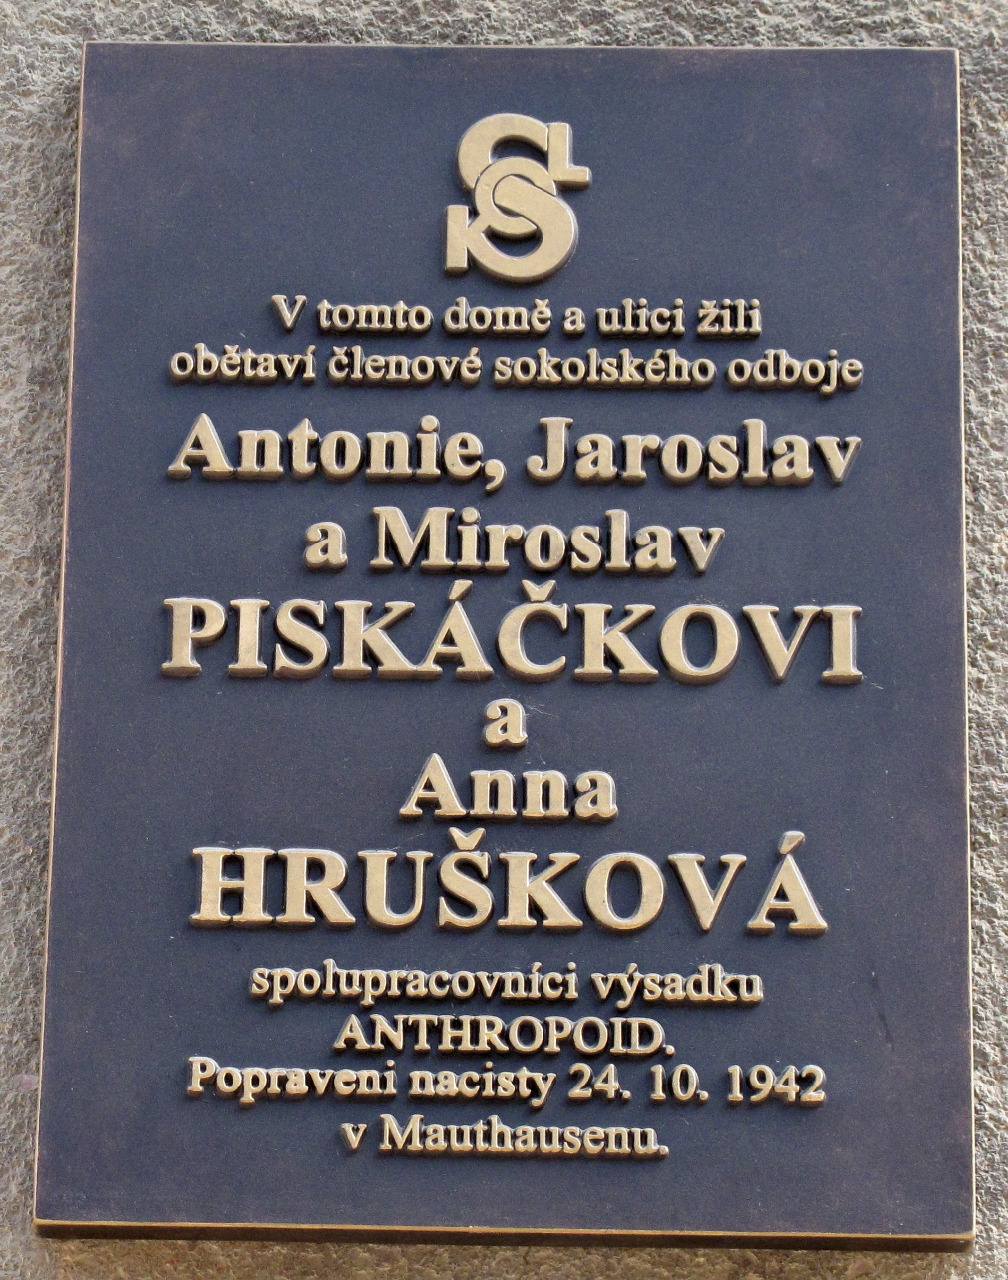 ČSLK
V tomto domě a ulici žili
obětaví členové sokolského odboje
Antonie, Jaroslav
a Miroslav
PISKÁČKOVI
a
Anna
HRUŠKOVÁ
spolupracovníci výsadku
ANTHROPOID.
Popraveni nacisty 24. 10. 1942
v Mauthausenu.